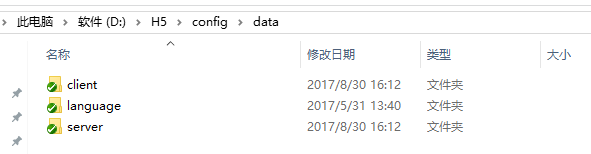 此电脑 › 软件 (D:) › H5 › config › data
名称 修改日期 类型 大小
client 2017/8/30 16:12 文件夹
language 2017/5/31 13:40 文件夹
server 2017/8/30 16:12 文件夹